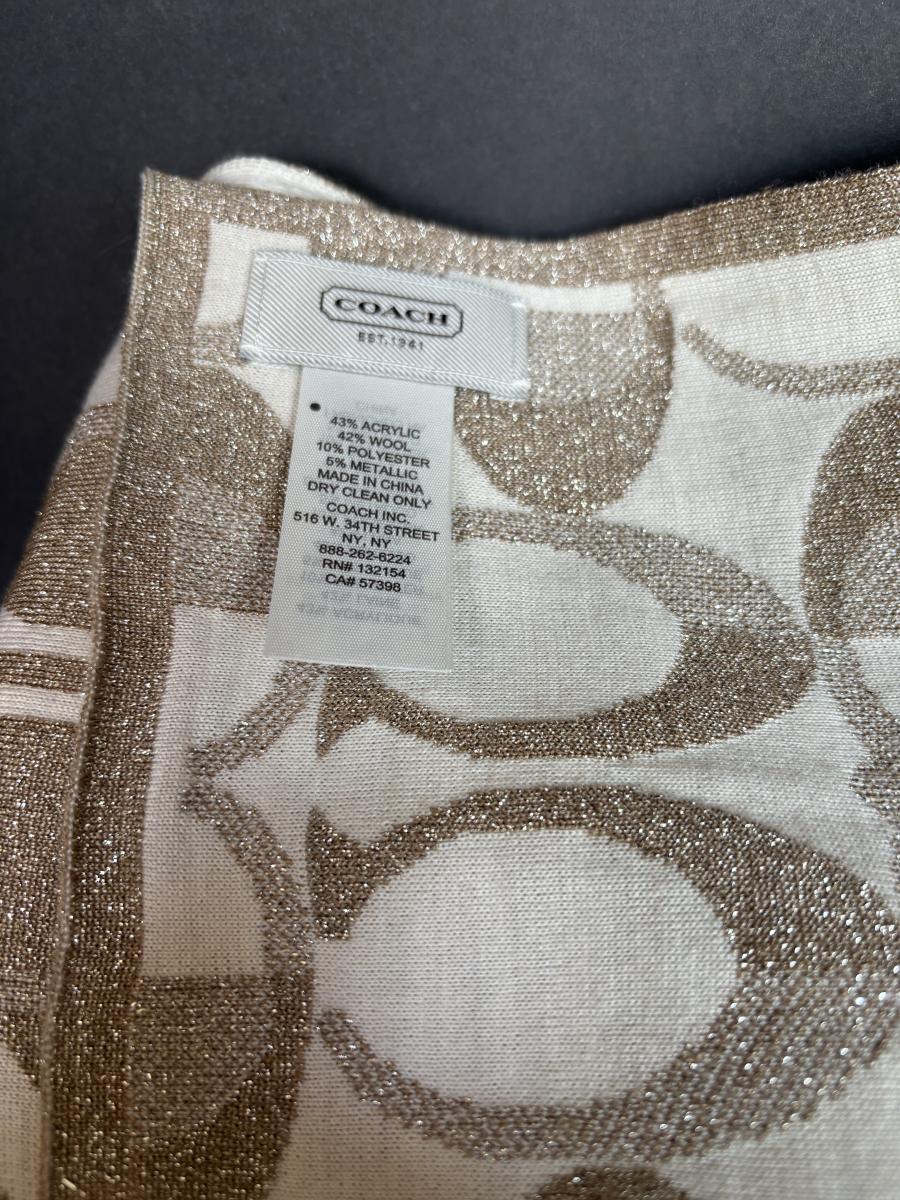 COACH
EST.1941
43% ACRYLIC
42% WOOL
10% POLYESTER
5% METALLIC
MADE IN CHINA
DRY CLEAN ONLY
COACH INC.
516 W. 34TH STREET
NY, NY
888-262-6224
RN# 132154
CA# 57398